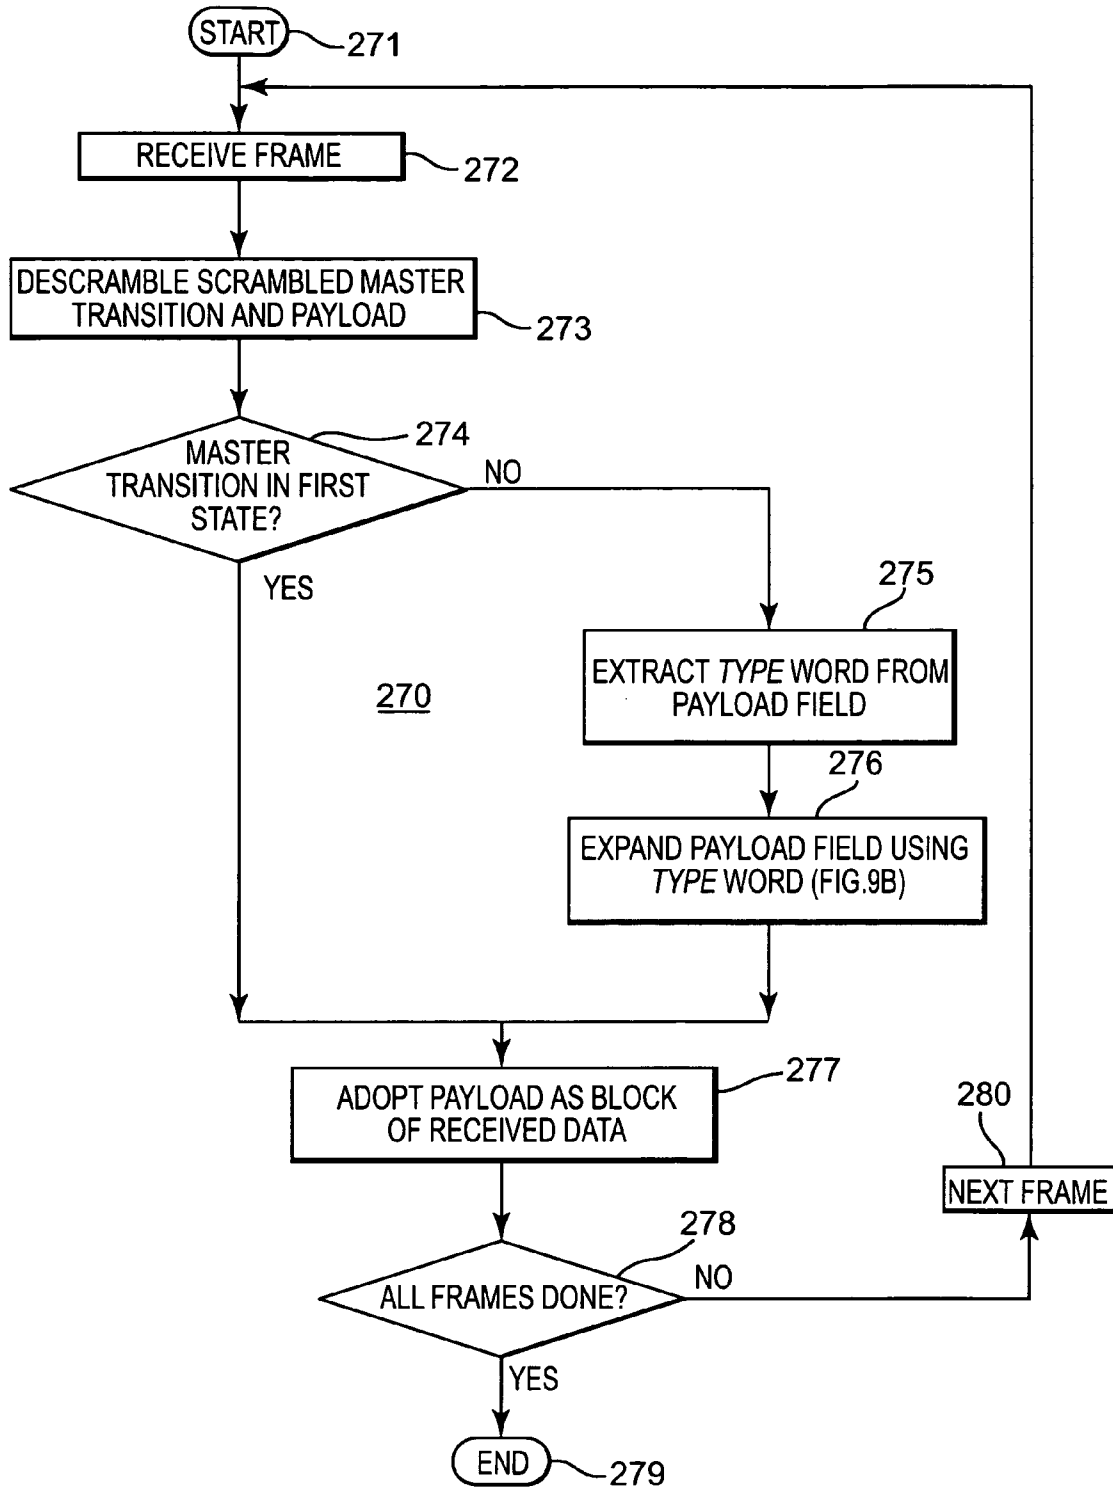 START
271
RECEIVE FRAME
272
DESCRAMBLE SCRAMBLED MASTER
TRANSITION AND PAYLOAD
273
MASTER
TRANSITION IN FIRST
STATE?
274
NO
YES
275
EXTRACT TYPE WORD FROM
PAYLOAD FIELD
270
276
EXPAND PAYLOAD FIELD USING
TYPE WORD (FIG.9B)
ADOPT PAYLOAD AS BLOCK
OF RECEIVED DATA
277
280
NEXT FRAME
278
ALL FRAMES DONE?
NO
YES
END
279